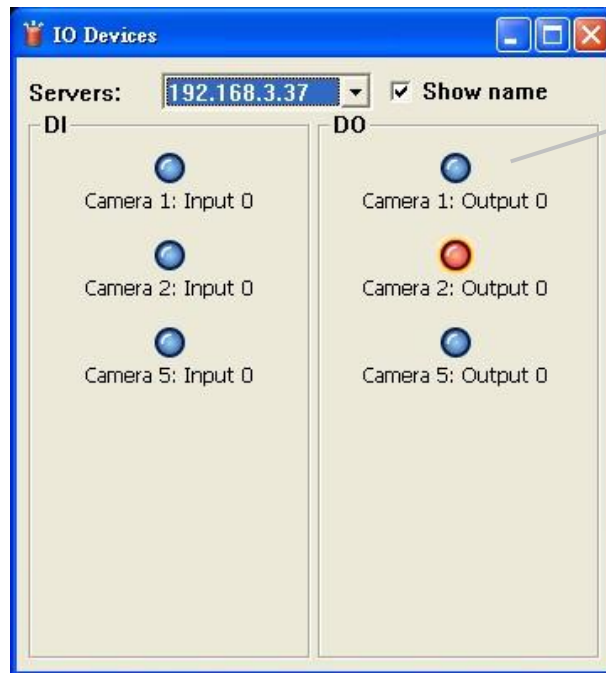 IO Devices
Servers: 192.168.3.37 Show name
DI
Camera 1: Input 0
Camera 2: Input 0
Camera 5: Input 0
DO
Camera 1: Output 0
Camera 2: Output 0
Camera 5: Output 0